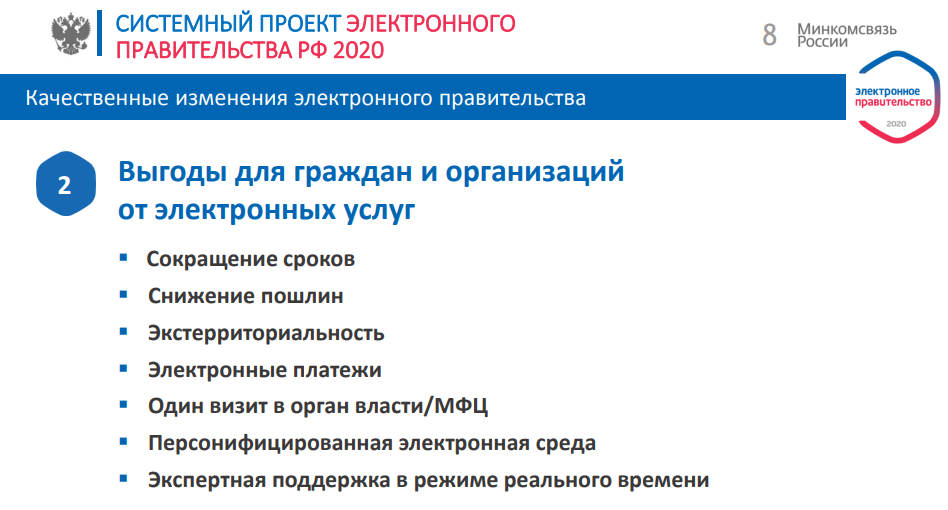 СИСТЕМНЫЙ ПРОЕКТ ЭЛЕКТРОННОГО
ПРАВИТЕЛЬСТВА РФ 2020
8
Минкомсвязь
России
Качественные изменения электронного правительства
электронное
правительство
2020
2
Выгоды для граждан и организаций
от электронных услуг
▪ Сокращение сроков
▪ Снижение пошлин
▪ Экстерриториальность
▪ Электронные платежи
▪ Один визит в орган власти/МФЦ
▪ Персонифицированная электронная среда
▪ Экспертная поддержка в режиме реального времени